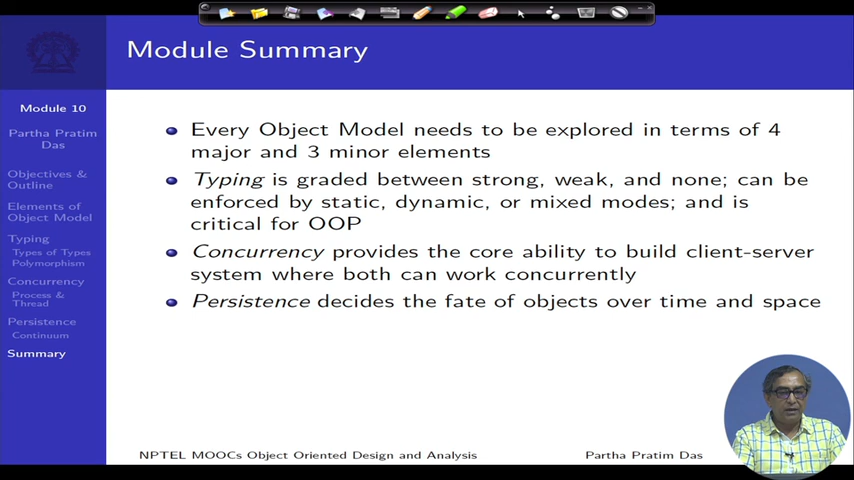 Module Summary
Module 10
Partha Pratim
Das
Objectives &
Outline
Elements of
Object Model
Typing
Types of Types
Polymorphism
Concurrency
Process &
Thread
Persistence
Continuum
Summary
Every Object Model needs to be explored in terms of 4
major and 3 minor elements
Typing is graded between strong, weak, and none; can be
enforced by static, dynamic, or mixed modes; and is
critical for OOP
Concurrency provides the core ability to build client-server
system where both can work concurrently
Persistence decides the fate of objects over time and space
NPTEL MOOCs Object Oriented Design and Analysis
Partha Pratim Das